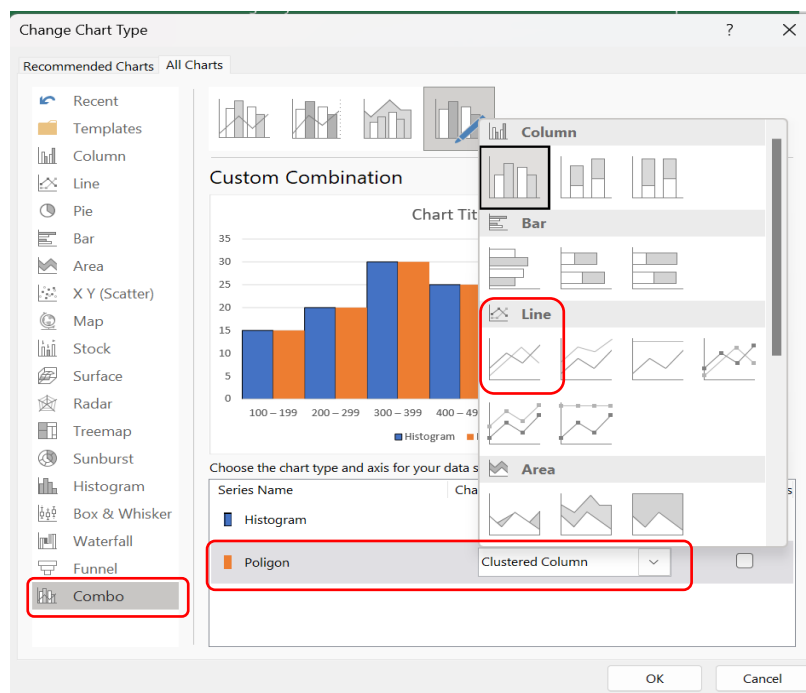 Change Chart Type
?
Recommended Charts
All Charts
Recent
Templates
Column
Line
Pie
Bar
Area
X Y (Scatter)
Map
Stock
Surface
Radar
Treemap
Sunburst
Histogram
Box & Whisker
Waterfall
Funnel
Combo
Custom Combination
Chart Tit
35
30
25
20
15
10
5
0
100 – 199 200 – 299 300 – 399 400 – 49
Histogram
Choose the chart type and axis for your data s
Series Name
Cha
s
Histogram
Poligon
Clustered Column
Column
Bar
Line
Area
OK
Cancel